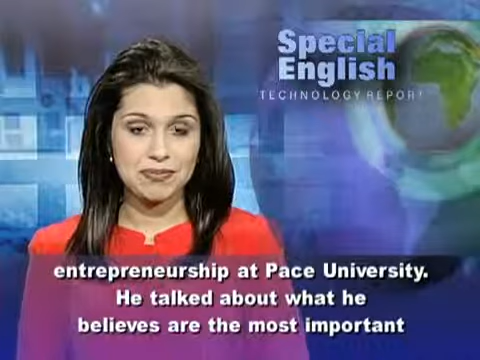 Special
English
TECHNOLOGY REPORT
entrepreneurship at Pace University.
He talked about what he
believes are the most important